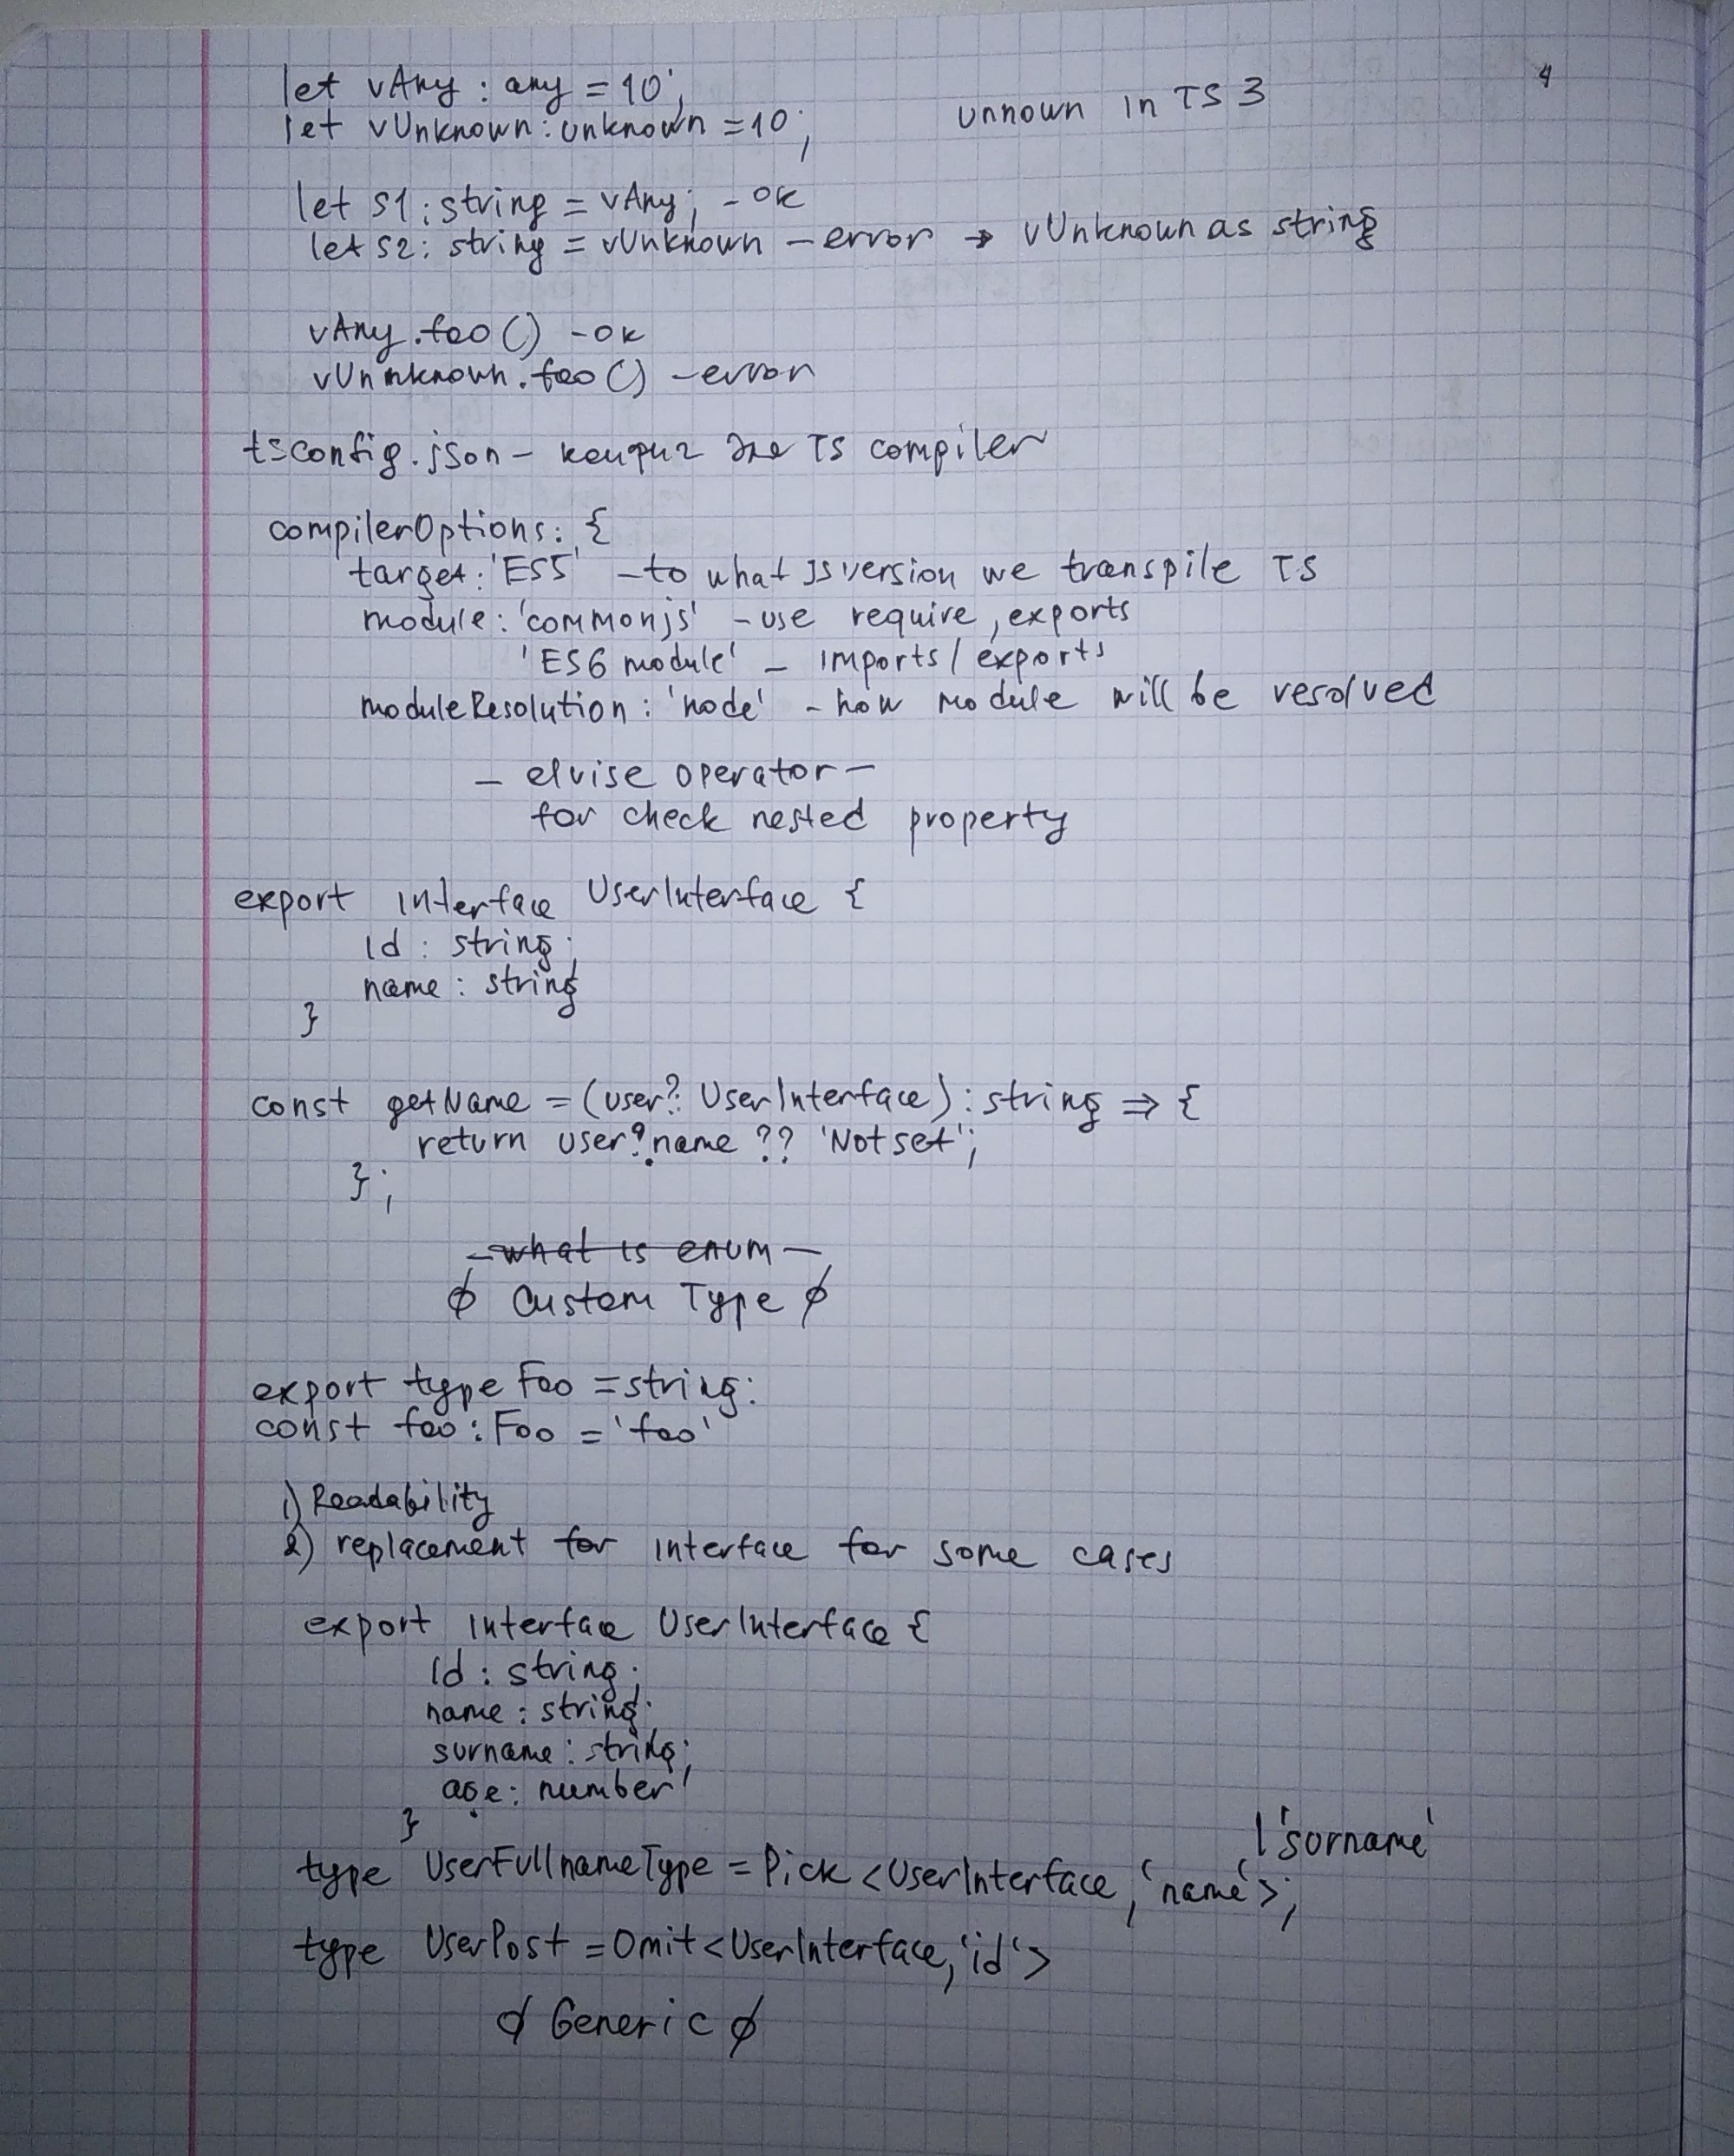 4
let vAny : any = 10;
let vUnknown : unknown = 10; unnown in TS 3
let s1 : string = vAny; - ok
let s2 : string = vUnknown - error → vUnknown as string
vAny.foo() - ok
vUnmknown.foo() - error
tsconfig.json - конфиг для TS compiler
compilerOptions: {
target: 'ES5' - to what js version we transpile TS
module: 'commonjs' - use require, exports
'ES6 module' - imports / exports
moduleResolution: 'node' - how module will be resolved
- elvise operator -
for check nested property
export interface UserInterface {
id : string;
name : string
}
const getName = (user?: UserInterface) : string => {
return user?.name ?? 'Not set';
};
- what is enum -
φ Custom Type φ
export type Foo = string:
const foo : Foo = 'foo'
1) Readability
2) replacement for interface for some cases
export interface UserInterface {
id : string;
name : string;
surname : string;
age : number
}
type UserFullnameType = Pick <UserInterface, 'name' | 'sorname'>;
type UserPost = Omit <UserInterface, 'id'>
φ Generic φ